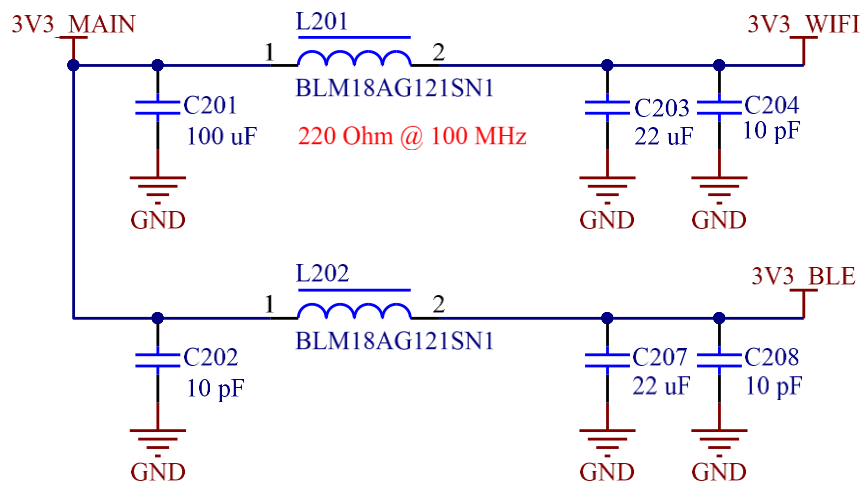 3V3_MAIN
L201
3V3_WIFI
1
2
BLM18AG121SN1
C201
100 uF
220 Ohm @ 100 MHz
C203
22 uF
C204
10 pF
GND
GND
GND
L202
3V3_BLE
1
2
BLM18AG121SN1
C202
10 pF
C207
22 uF
C208
10 pF
GND
GND
GND